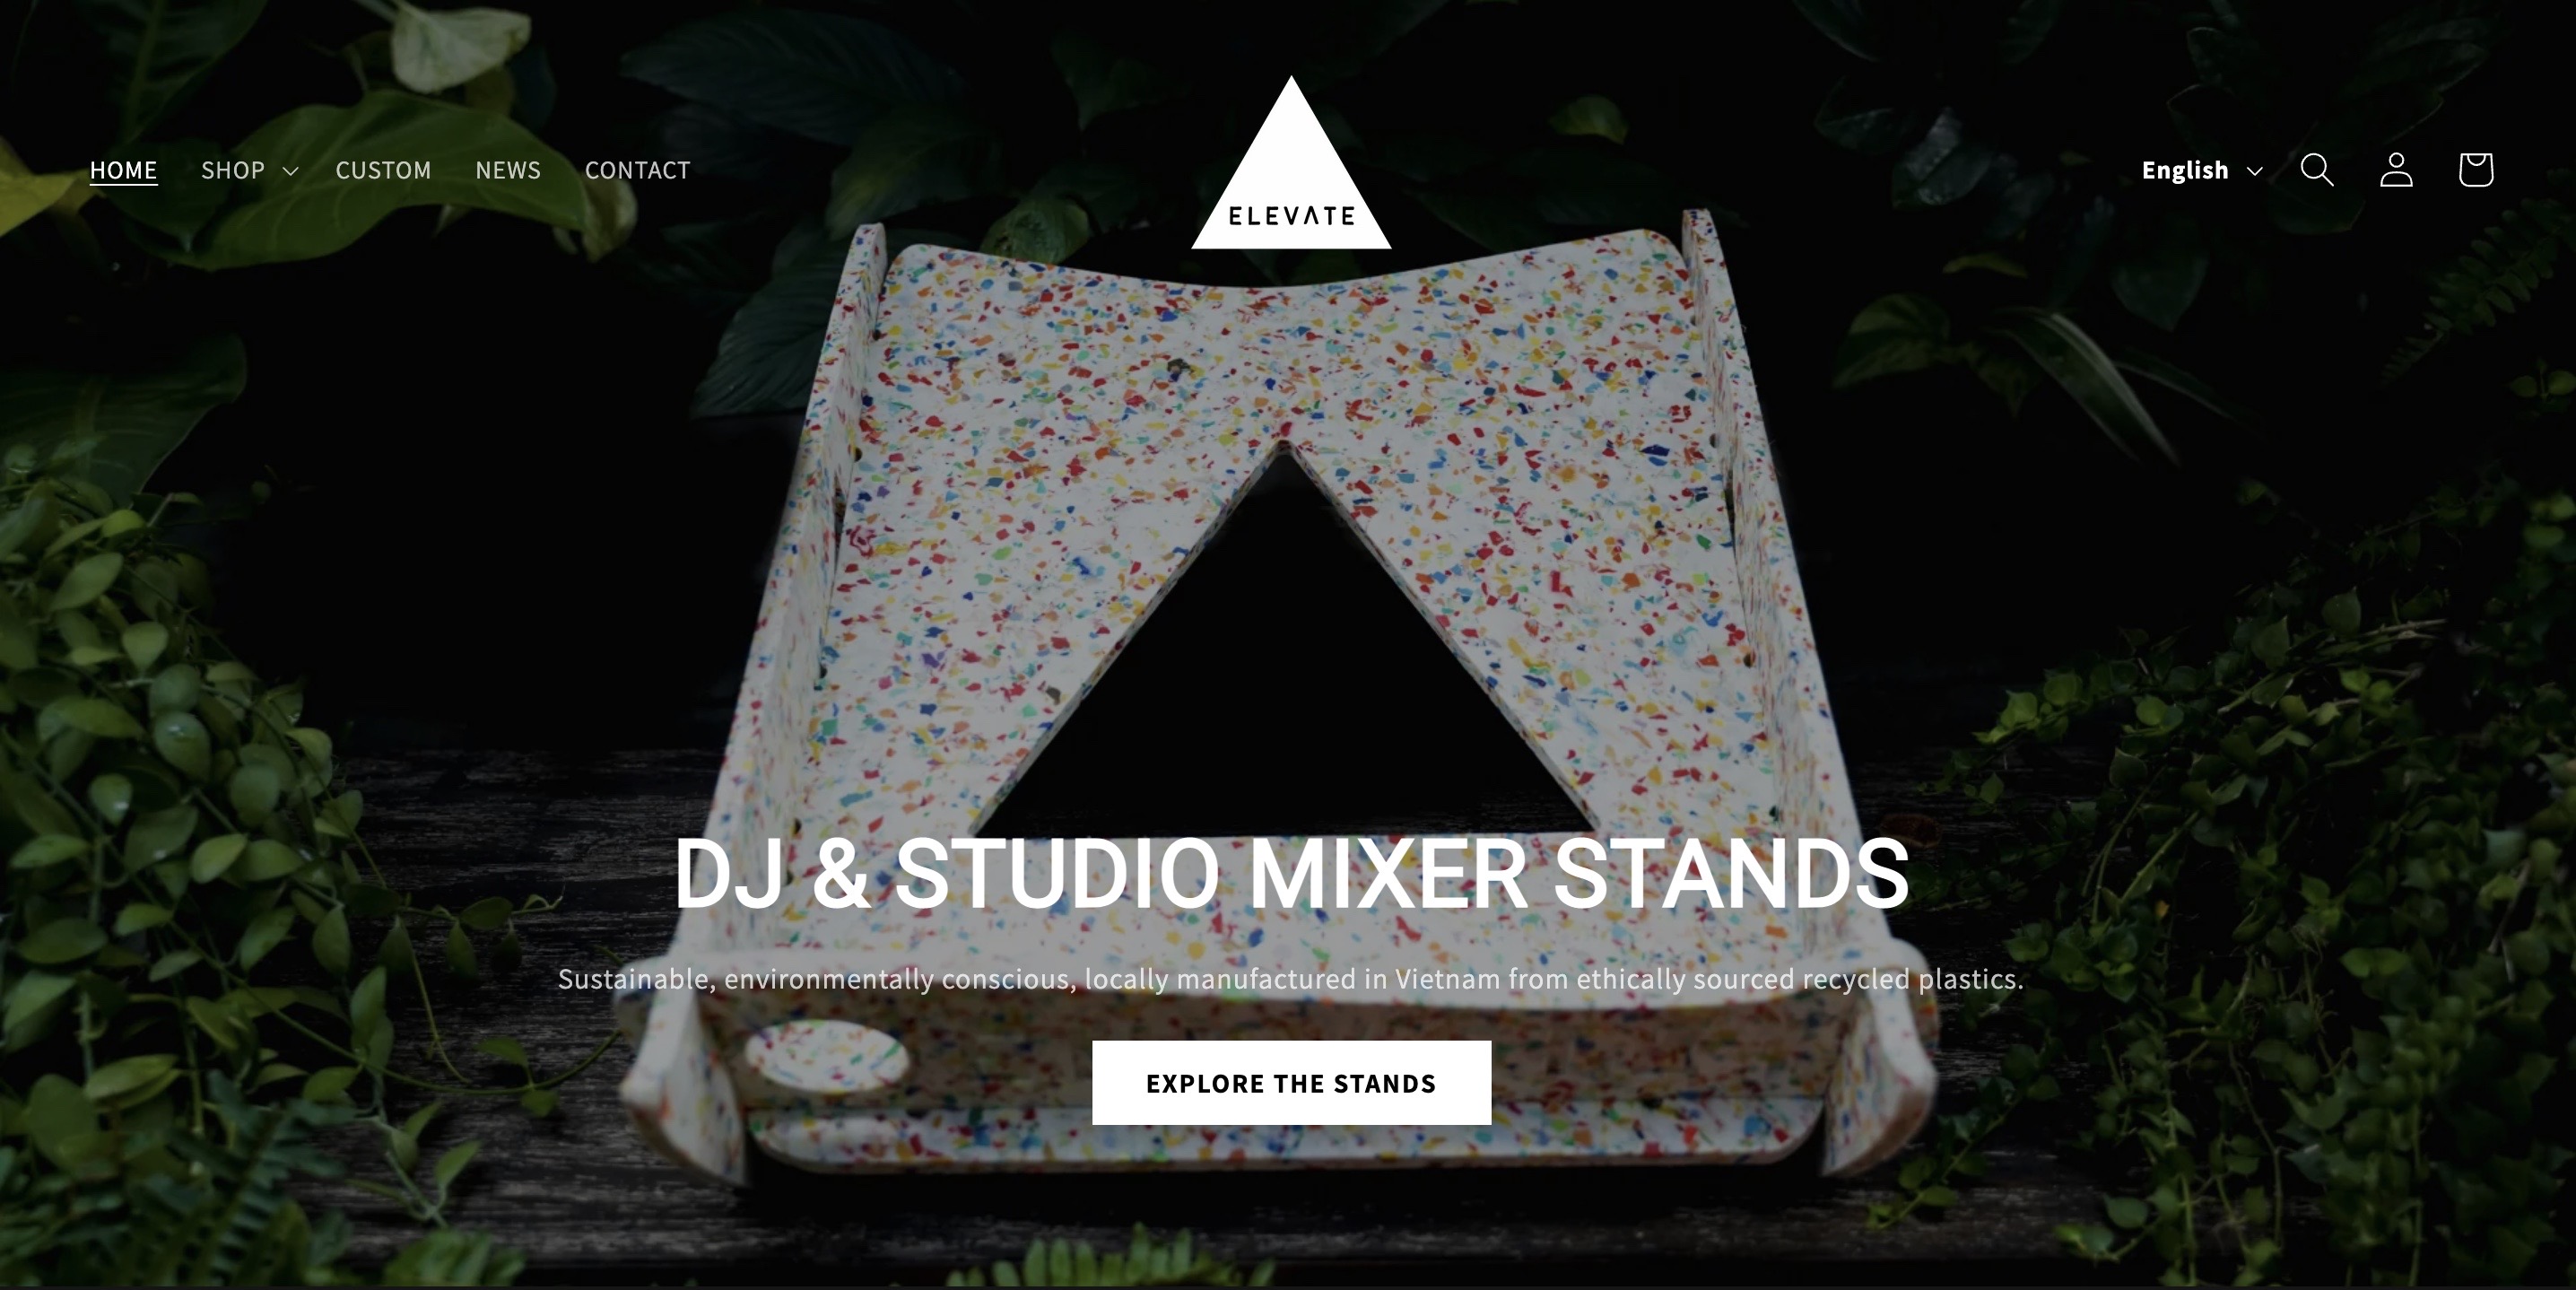 HOME SHOP CUSTOM NEWS CONTACT
ELEVATE
English
DJ & STUDIO MIXER STANDS
Sustainable, environmentally conscious, locally manufactured in Vietnam from ethically sourced recycled plastics.
EXPLORE THE STANDS